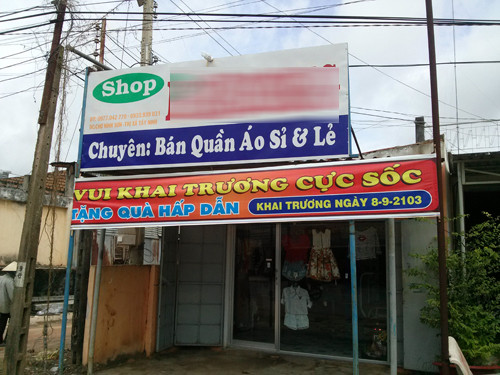 Shop
Chuyên: Bán Quần Áo Sỉ & Lẻ
VUI KHAI TRƯƠNG CỰC SỐC
TẶNG QUÀ HẤP DẪN
KHAI TRƯƠNG NGÀY 8-9-2103